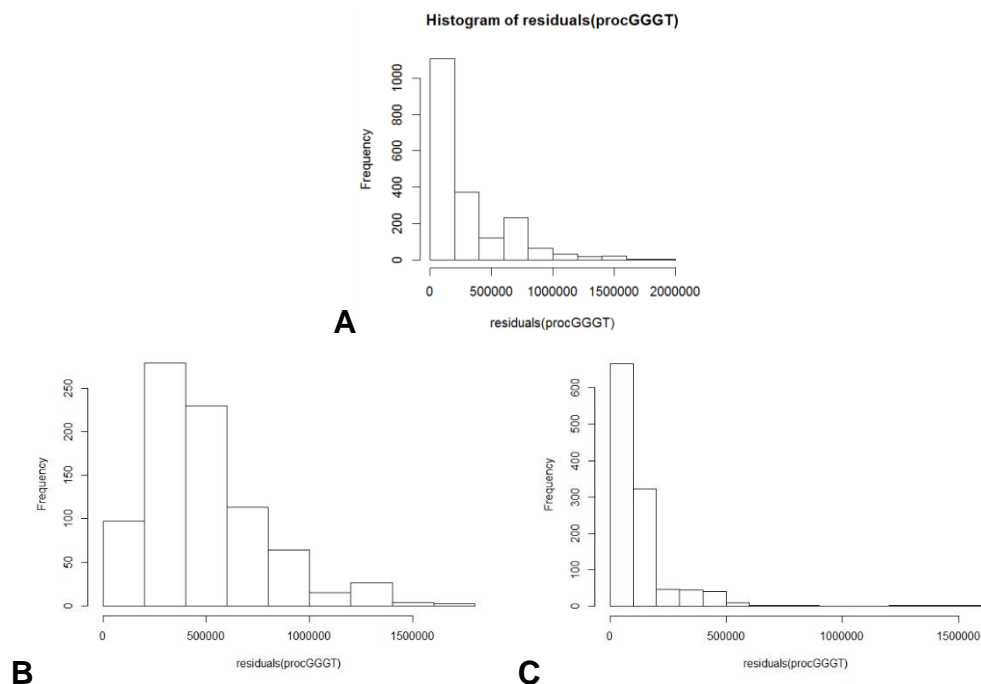 Histogram of residuals(procGGGT)
Frequency
0 200 400 600 800 1000
0 500000 1000000 1500000 2000000
residuals(procGGGT)
A
Frequency
0 50 100 150 200 250
0 500000 1000000 1500000
residuals(procGGGT)
B
Frequency
0 100 200 300 400 500 600
0 500000 1000000 1500000
residuals(procGGGT)
C